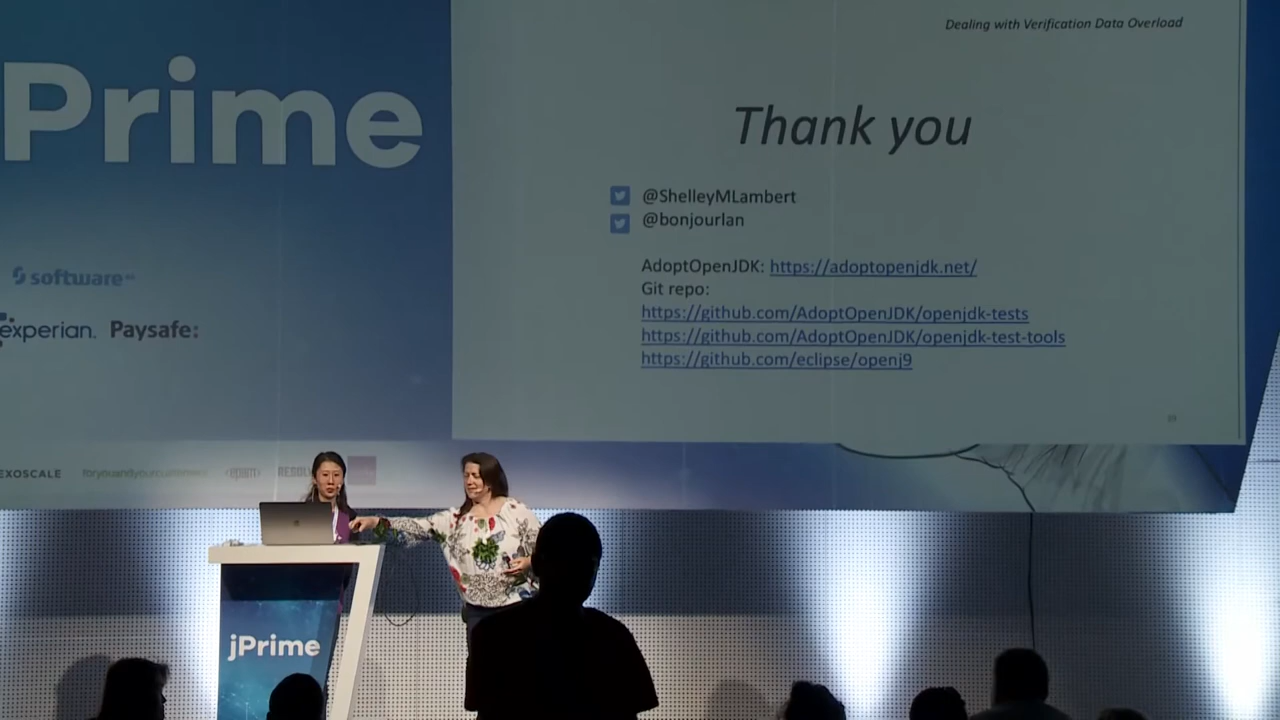 Dealing with Verification Data Overload
Prime
Thank you
@ShelleyMLambert
@bonjourlan
AdoptOpenJDK: https://adoptopenjdk.net/
Git repo:
https://github.com/AdoptOpenJDK/openjdk-tests
https://github.com/AdoptOpenJDK/openjdk-test-tools
https://github.com/eclipse/openj9
software
experian. Paysafe:
EXOSCALE
jPrime